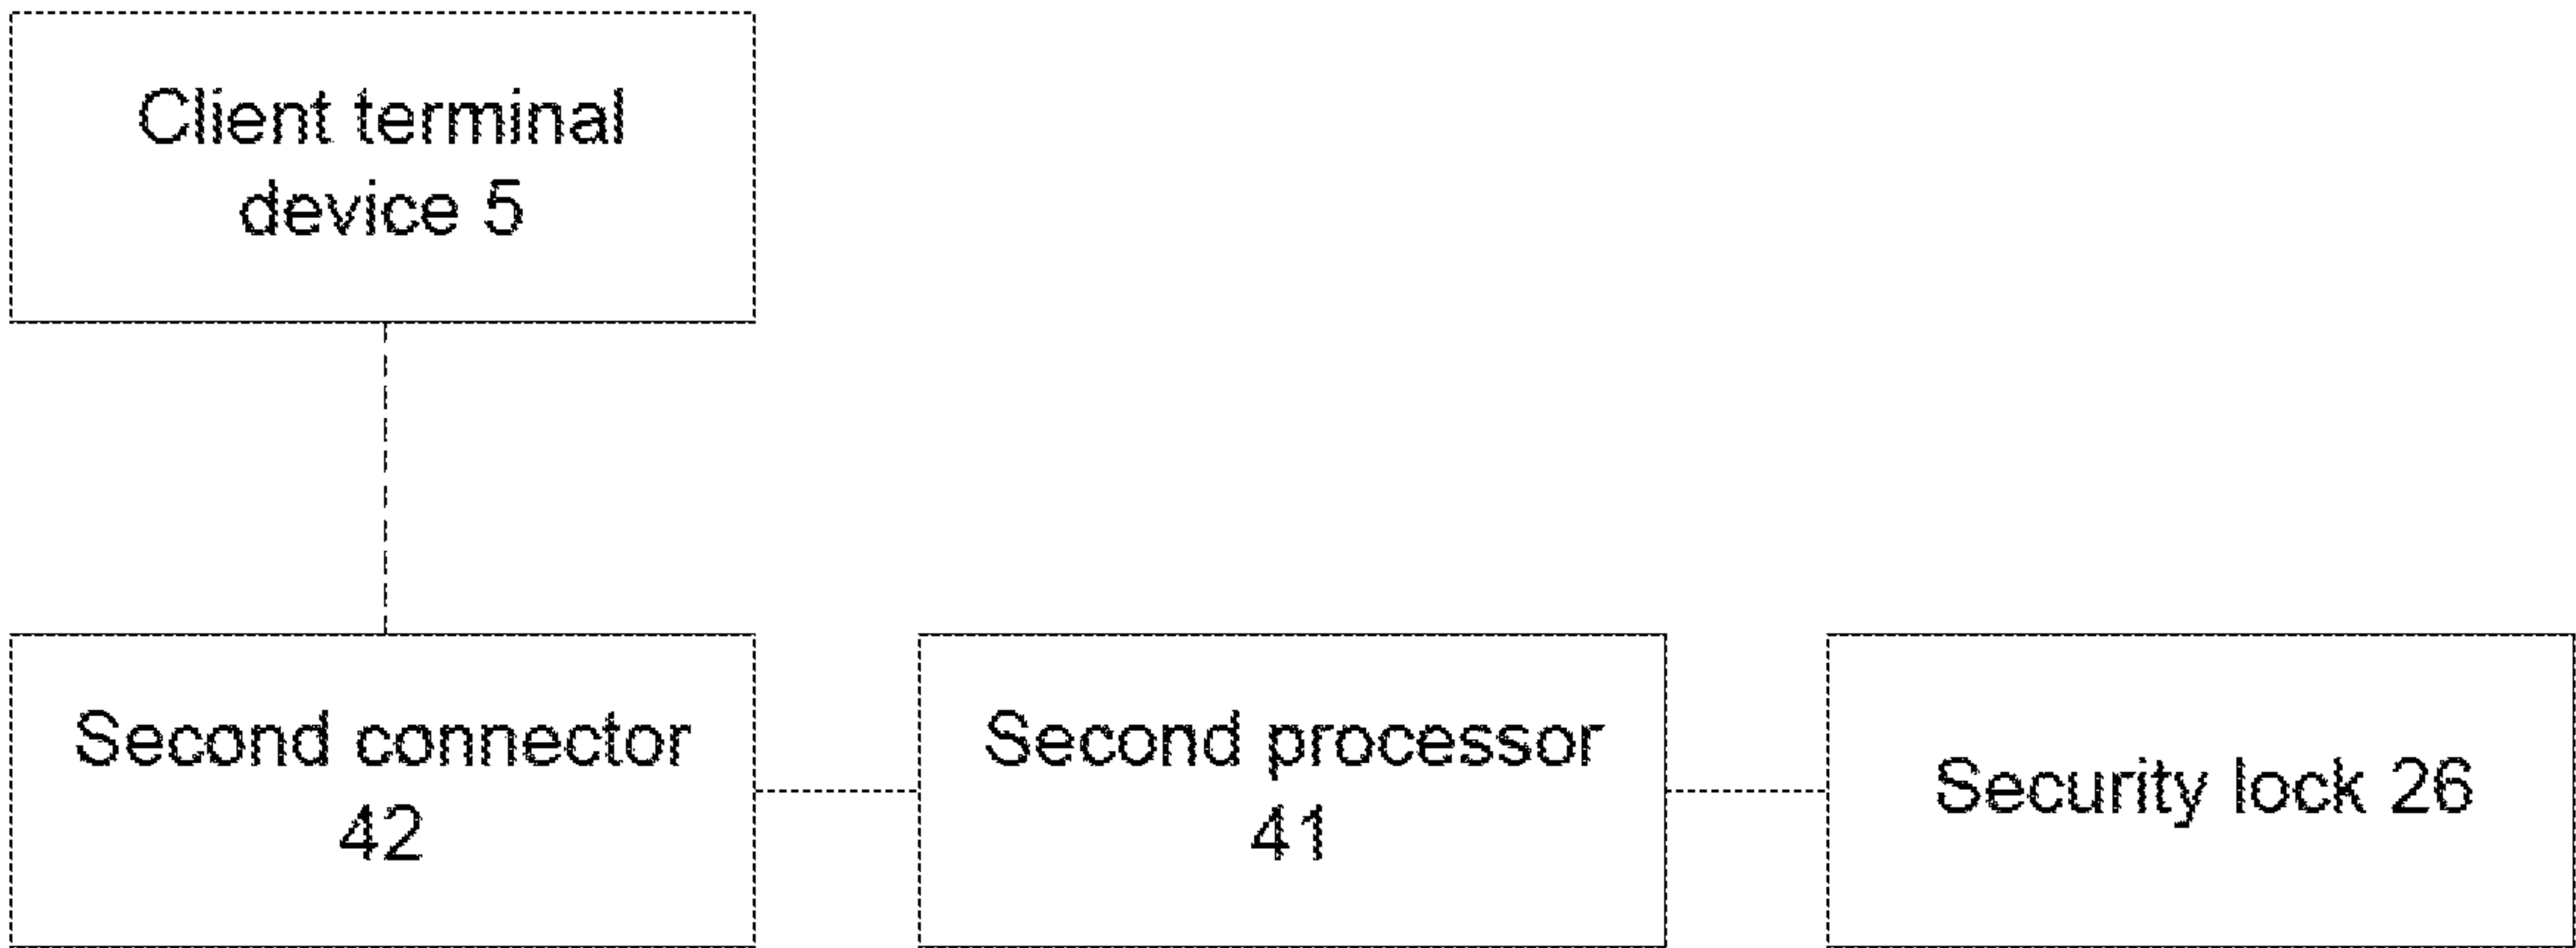 Client terminal
device 5
Second connector
42
Second processor
41
Security lock 26